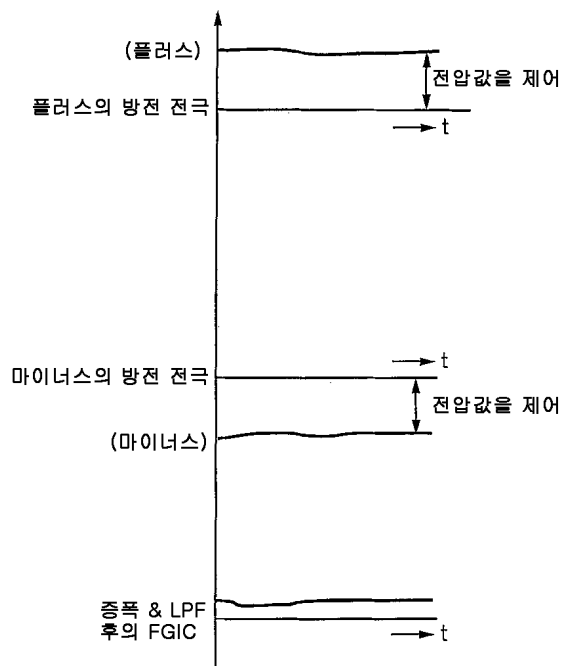 (플러스)
전압값을 제어
플러스의 방전 전극
t
t
마이너스의 방전 전극
전압값을 제어
(마이너스)
증폭 & LPF
후의 FGIC
t